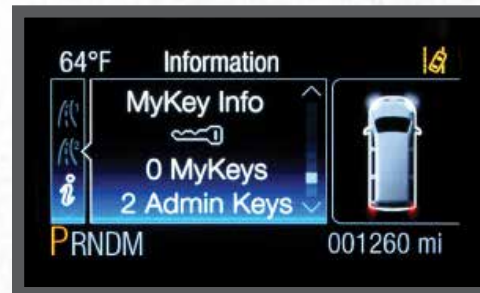 64°F Information
MyKey Info
0 MyKeys
2 Admin Keys
PRNDM 001260 mi